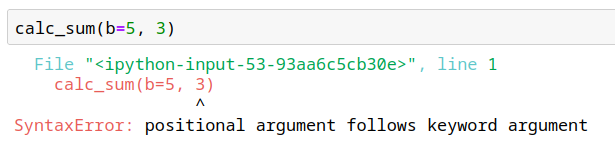 calc_sum(b=5, 3)
File "<ipython-input-53-93aa6c5cb30e>", line 1
calc_sum(b=5, 3)
^
SyntaxError: positional argument follows keyword argument